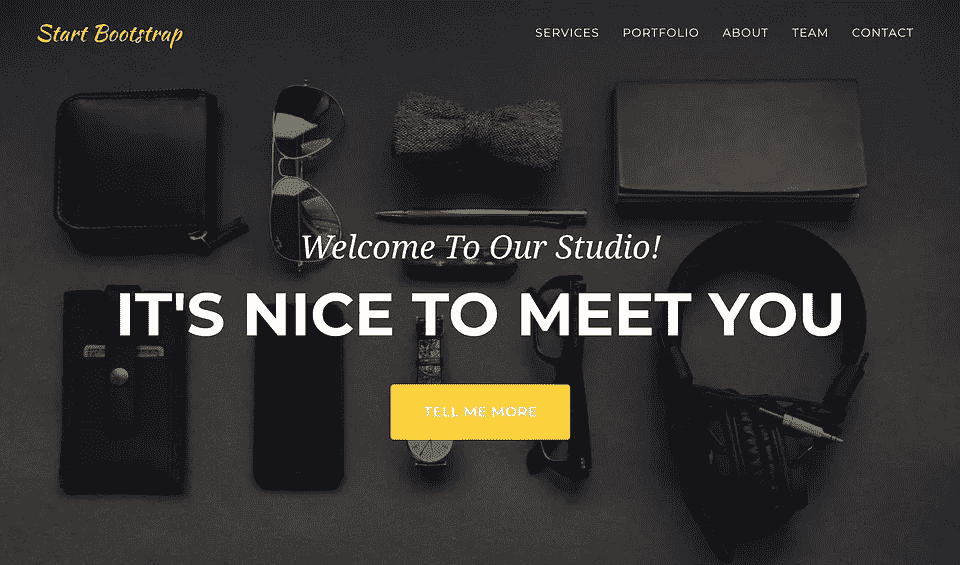 Start Bootstrap
SERVICES PORTFOLIO ABOUT TEAM CONTACT
Welcome To Our Studio!
IT'S NICE TO MEET YOU
TELL ME MORE